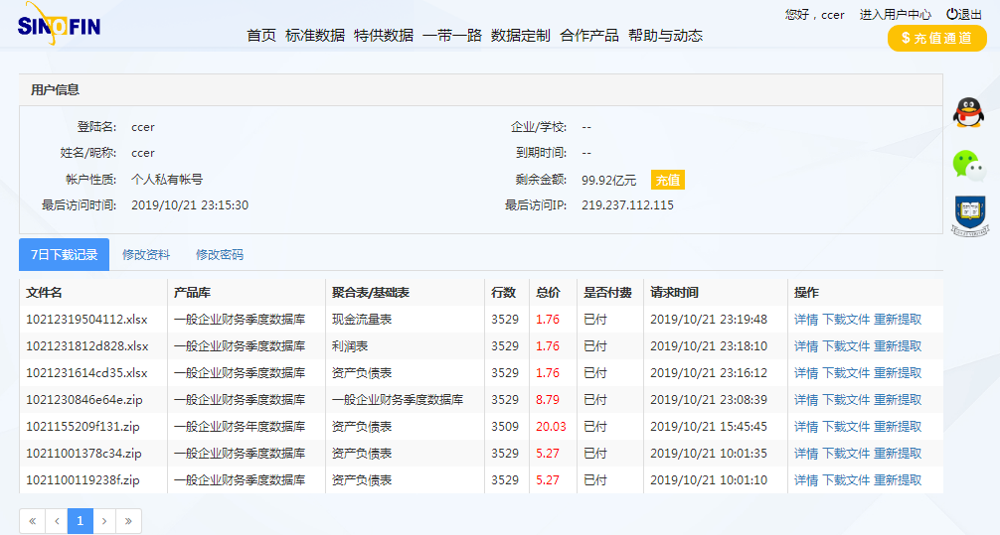 SINOFIN
您好，ccer 进入用户中心 退出
首页 标准数据 特供数据 一带一路 数据定制 合作产品 帮助与动态
$ 充值通道
用户信息
登陆名: ccer 企业/学校: --
姓名/昵称: ccer 到期时间: --
帐户性质: 个人私有帐号 剩余金额: 99.92亿元 充值
最后访问时间: 2019/10/21 23:15:30 最后访问IP: 219.237.112.115
7日下载记录 修改资料 修改密码
文件名 产品库 聚合表/基础表 行数 总价 是否付费 请求时间 操作
10212319504112.xlsx 一般企业财务季度数据库 现金流量表 3529 1.76 已付 2019/10/21 23:19:48 详情 下载文件 重新提取
1021231812d828.xlsx 一般企业财务季度数据库 利润表 3529 1.76 已付 2019/10/21 23:18:10 详情 下载文件 重新提取
1021231614cd35.xlsx 一般企业财务季度数据库 资产负债表 3529 1.76 已付 2019/10/21 23:16:12 详情 下载文件 重新提取
1021230846e64e.zip 一般企业财务季度数据库 一般企业财务季度数据库 3529 8.79 已付 2019/10/21 23:08:39 详情 下载文件 重新提取
1021155209f131.zip 一般企业财务年度数据库 资产负债表 3509 20.03 已付 2019/10/21 15:45:45 详情 下载文件 重新提取
10211001378c34.zip 一般企业财务季度数据库 资产负债表 3529 5.27 已付 2019/10/21 10:01:35 详情 下载文件 重新提取
1021100119238f.zip 一般企业财务季度数据库 资产负债表 3529 5.27 已付 2019/10/21 10:01:10 详情 下载文件 重新提取
« ‹ 1 › »